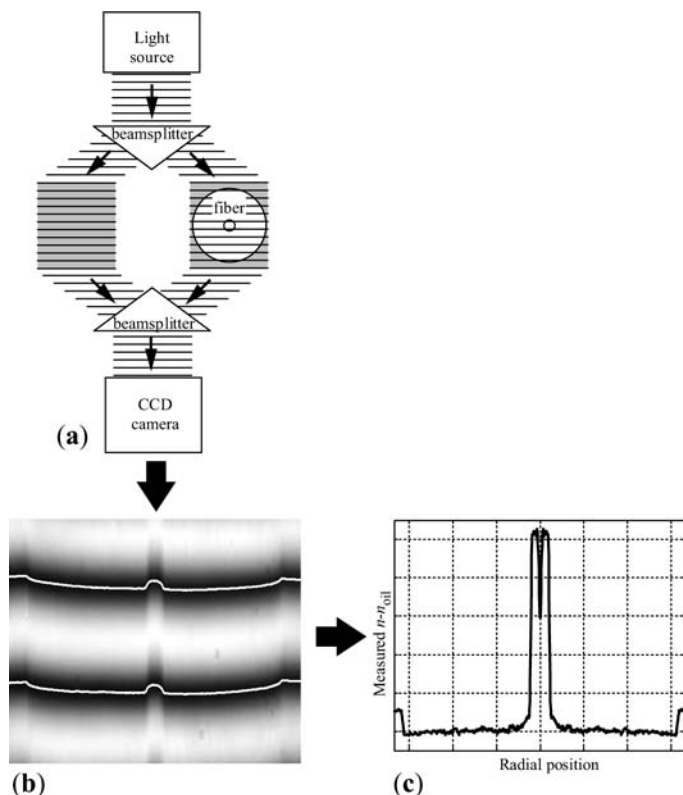 Light
source
beamsplitter
fiber
beamsplitter
CCD
camera
(a)
(b)
Measured n-n_oil
Radial position
(c)